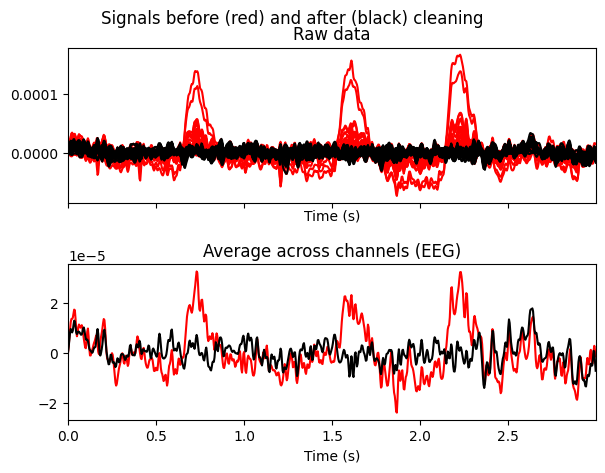 Signals before (red) and after (black) cleaning
Raw data
0.0001
0.0000
Time (s)
Average across channels (EEG)
1e−5
2
0
−2
0.0 0.5 1.0 1.5 2.0 2.5
Time (s)